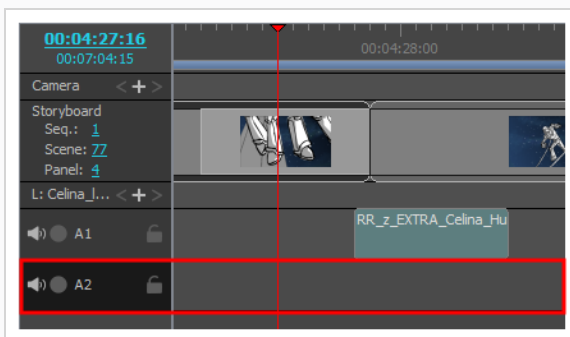 00:04:27:16
00:07:04:15
00:04:28:00
Camera
Storyboard
Seq.: 1
Scene: 77
Panel: 4
L: Celina_l...
A1
RR_z_EXTRA_Celina_Hu
A2